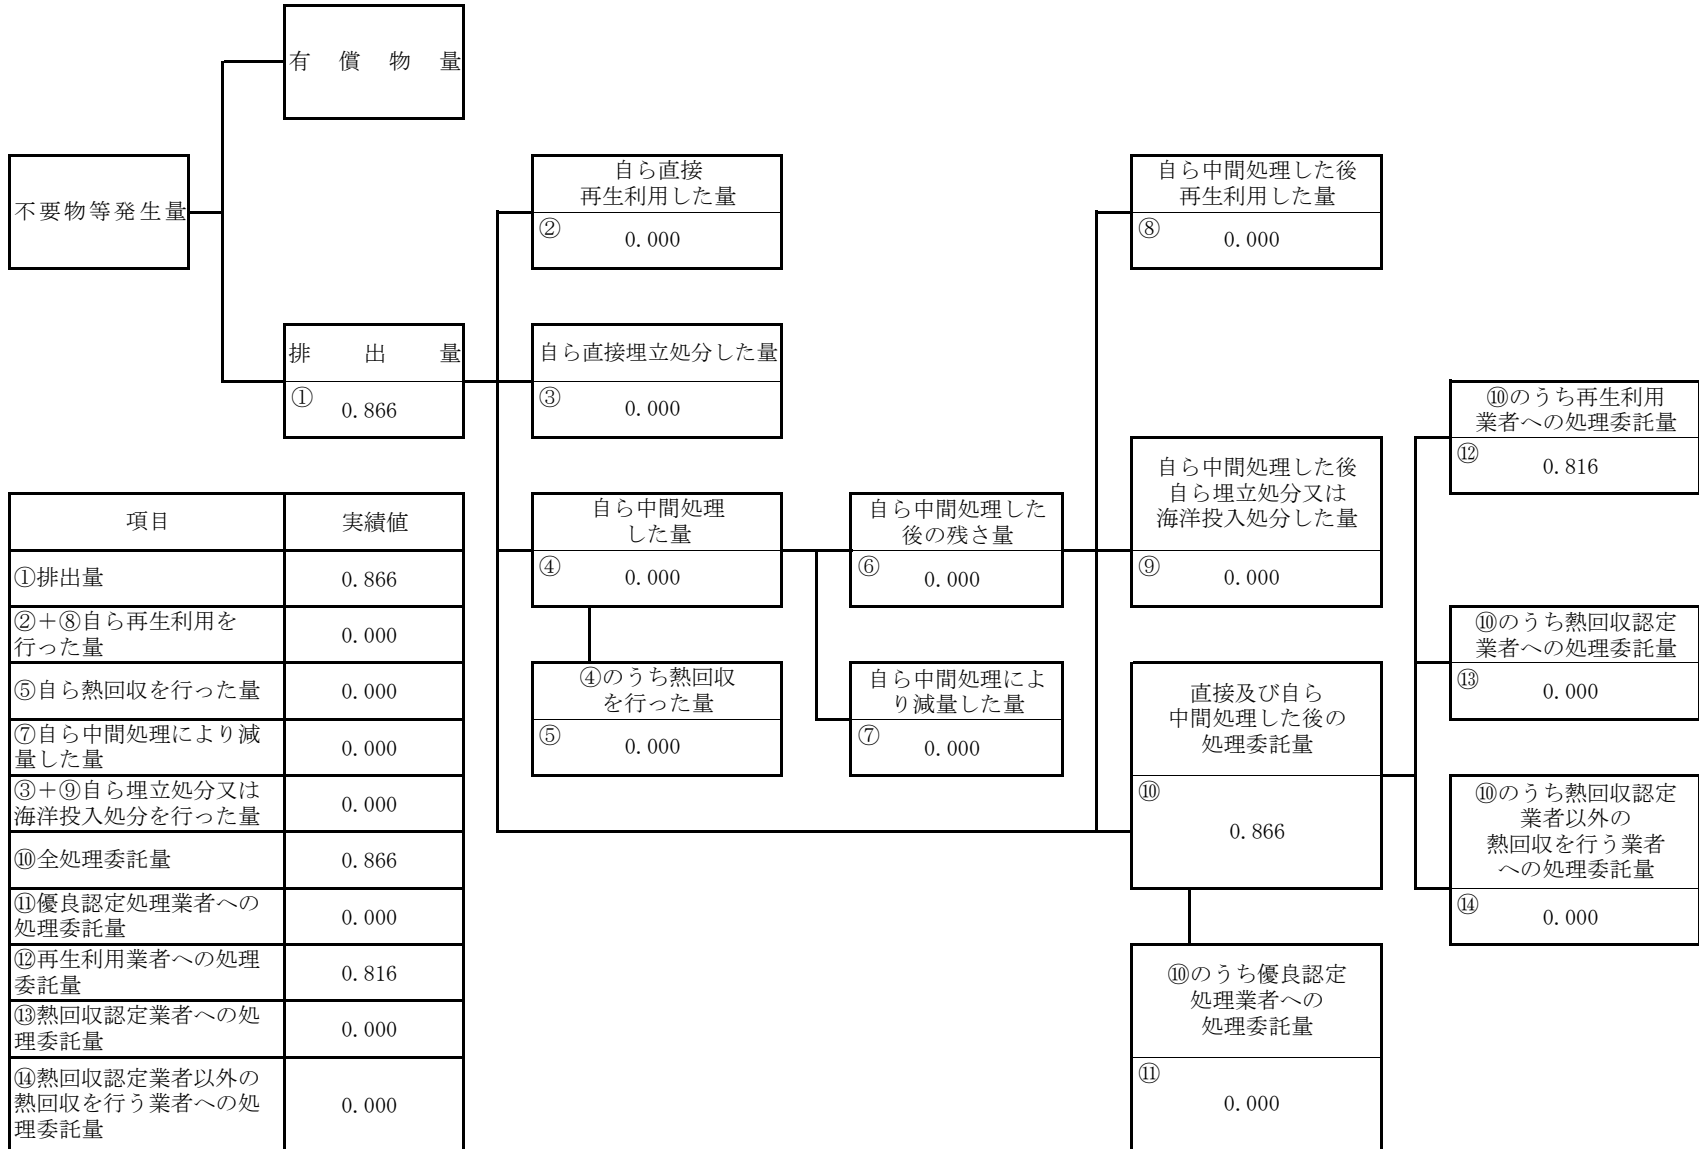 有償物量
不要物等発生量
排出量
①
0.866
自ら直接
再生利用した量
②
0.000
自ら直接埋立処分した量
③
0.000
自ら中間処理
した量
④
0.000
④のうち熱回収
を行った量
⑤
0.000
自ら中間処理した
後の残さ量
⑥
0.000
自ら中間処理によ
り減量した量
⑦
0.000
自ら中間処理した後
再生利用した量
⑧
0.000
自ら中間処理した後
自ら埋立処分又は
海洋投入処分した量
⑨
0.000
直接及び自ら
中間処理した後の
処理委託量
⑩
0.866
⑩のうち優良認定
処理業者への
処理委託量
⑪
0.000
⑩のうち再生利用
業者への処理委託量
⑫
0.816
⑩のうち熱回収認定
業者への処理委託量
⑬
0.000
⑩のうち熱回収認定
業者以外の
熱回収を行う業者
への処理委託量
⑭
0.000
項目 実績値
①排出量 0.866
②＋⑧自ら再生利用を
行った量 0.000
⑤自ら熱回収を行った量 0.000
⑦自ら中間処理により減
量した量 0.000
③＋⑨自ら埋立処分又は
海洋投入処分を行った量 0.000
⑩全処理委託量 0.866
⑪優良認定処理業者への
処理委託量 0.000
⑫再生利用業者への処理
委託量 0.816
⑬熱回収認定業者への処
理委託量 0.000
⑭熱回収認定業者以外の
熱回収を行う業者への処 0.000
理委託量